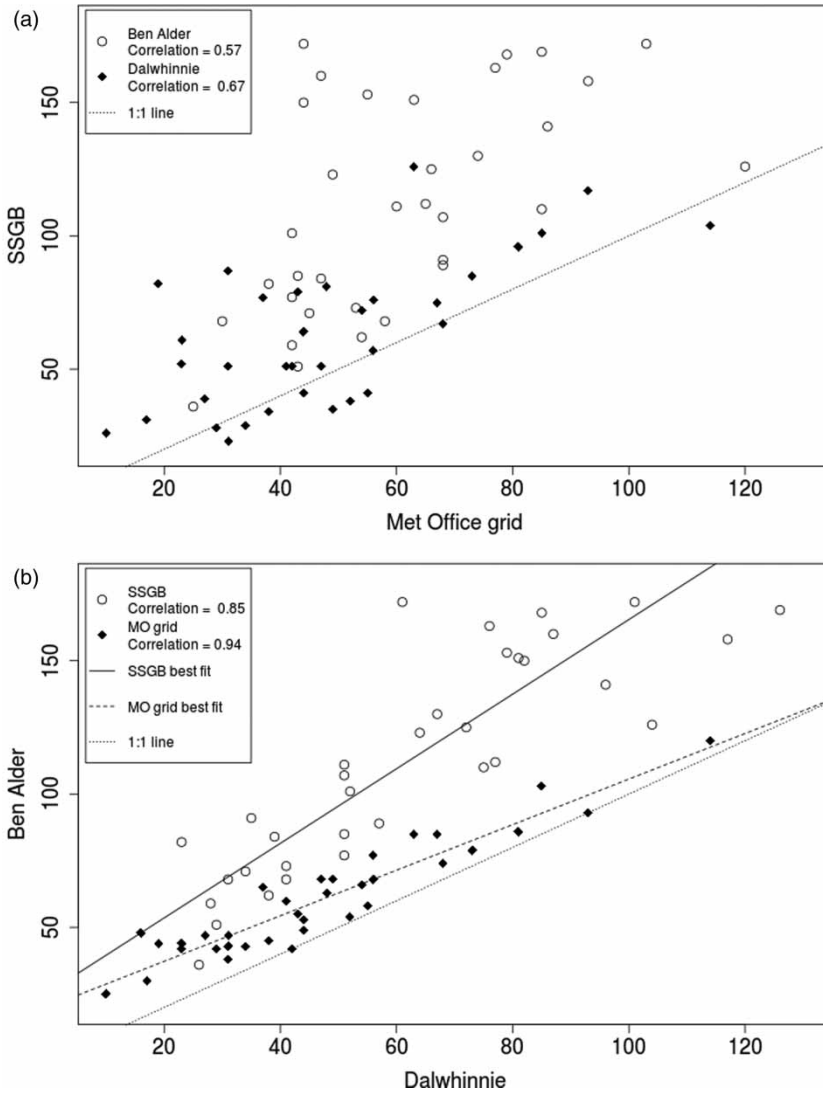 (a)
Ben Alder
Correlation = 0.57
Dalwhinnie
Correlation = 0.67
1:1 line
SSGB
50
100
150
20
40
60
80
100
120
Met Office grid
(b)
SSGB
Correlation = 0.85
MO grid
Correlation = 0.94
SSGB best fit
MO grid best fit
1:1 line
Ben Alder
50
100
150
20
40
60
80
100
120
Dalwhinnie